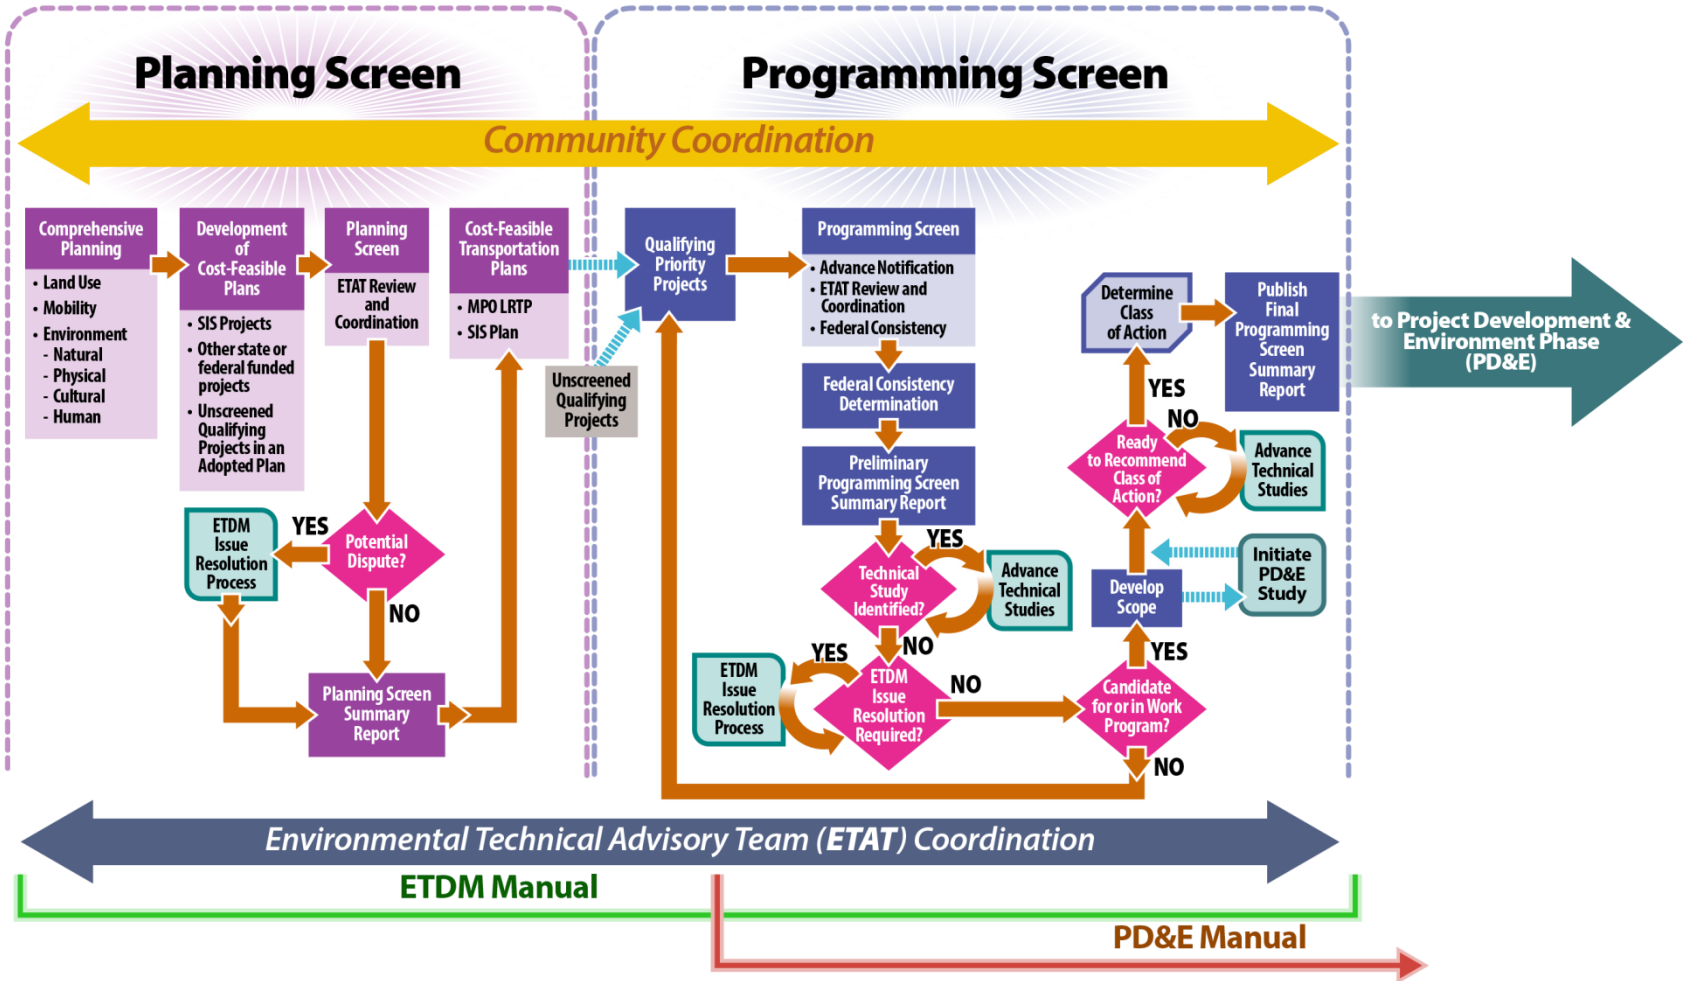 Planning Screen
Programming Screen
Community Coordination
Comprehensive
Planning
• Land Use
• Mobility
• Environment
- Natural
- Physical
- Cultural
- Human
Development
of
Cost-Feasible
Plans
• SIS Projects
• Other state or
federal funded
projects
• Unscreened
Qualifying
Projects in an
Adopted Plan
Planning
Screen
ETAT Review
and
Coordination
Cost-Feasible
Transportation
Plans
• MPO LRTP
• SIS Plan
Potential
Dispute?
YES
NO
ETDM
Issue
Resolution
Process
Planning Screen
Summary
Report
Unscreened
Qualifying
Projects
Qualifying
Priority
Projects
Programming Screen
• Advance Notification
• ETAT Review and
Coordination
• Federal Consistency
Federal Consistency
Determination
Preliminary
Programming Screen
Summary Report
Technical
Study
Identified?
YES
Advance
Technical
Studies
NO
ETDM
Issue
Resolution
Required?
YES
ETDM
Issue
Resolution
Process
NO
Candidate
for or in Work
Program?
NO
YES
Develop
Scope
Initiate
PD&E
Study
Ready
to Recommend
Class of
Action?
NO
Advance
Technical
Studies
YES
Determine
Class
of Action
Publish
Final
Programming
Screen
Summary
Report
to Project Development &
Environment Phase
(PD&E)
Environmental Technical Advisory Team (ETAT) Coordination
ETDM Manual
PD&E Manual